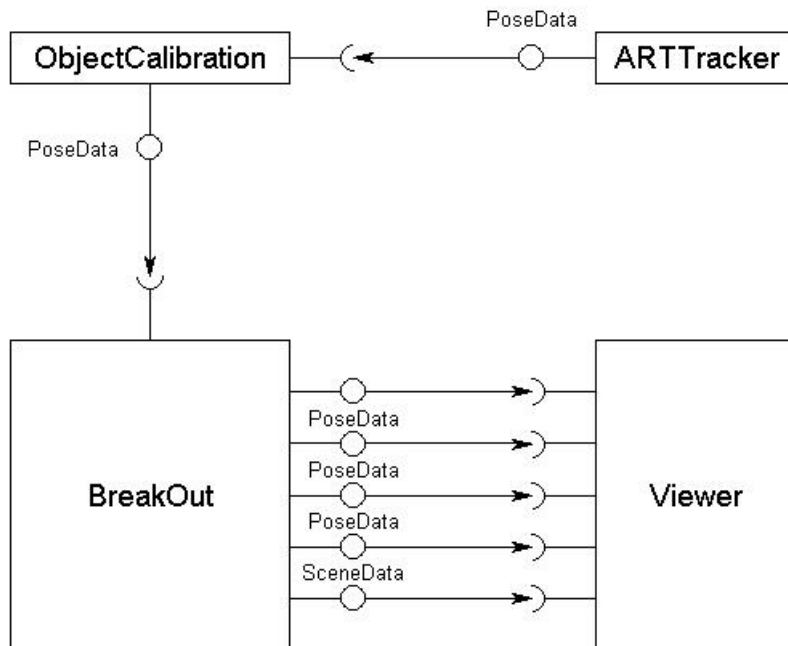 PoseData
ObjectCalibration
ARTTracker
PoseData
PoseData
PoseData
BreakOut
Viewer
PoseData
SceneData